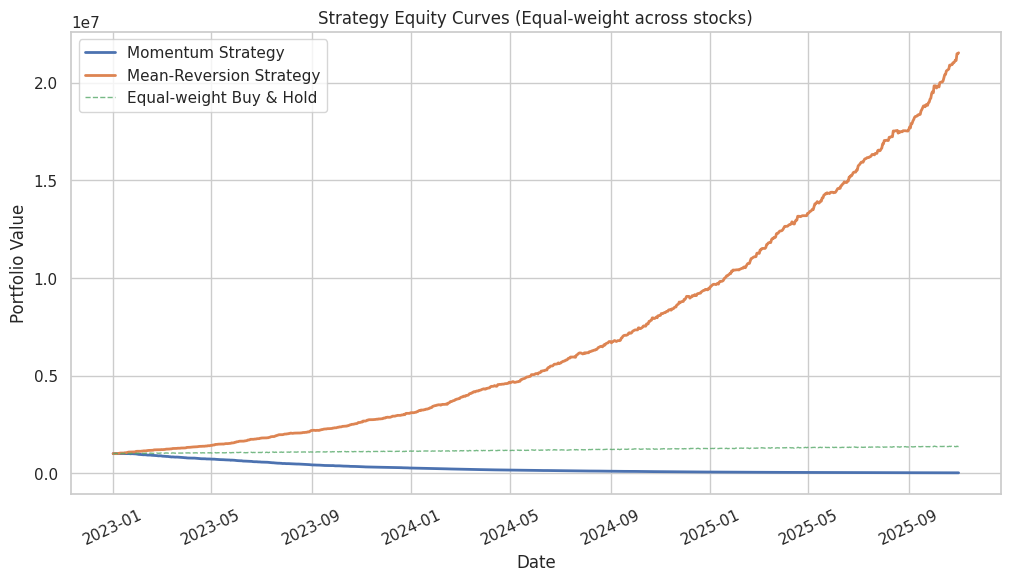 Strategy Equity Curves (Equal-weight across stocks)
1e7
Momentum Strategy
Mean-Reversion Strategy
Equal-weight Buy & Hold
Portfolio Value
2.0
1.5
1.0
0.5
0.0
2023-01
2023-05
2023-09
2024-01
2024-05
2024-09
2025-01
2025-05
2025-09
Date